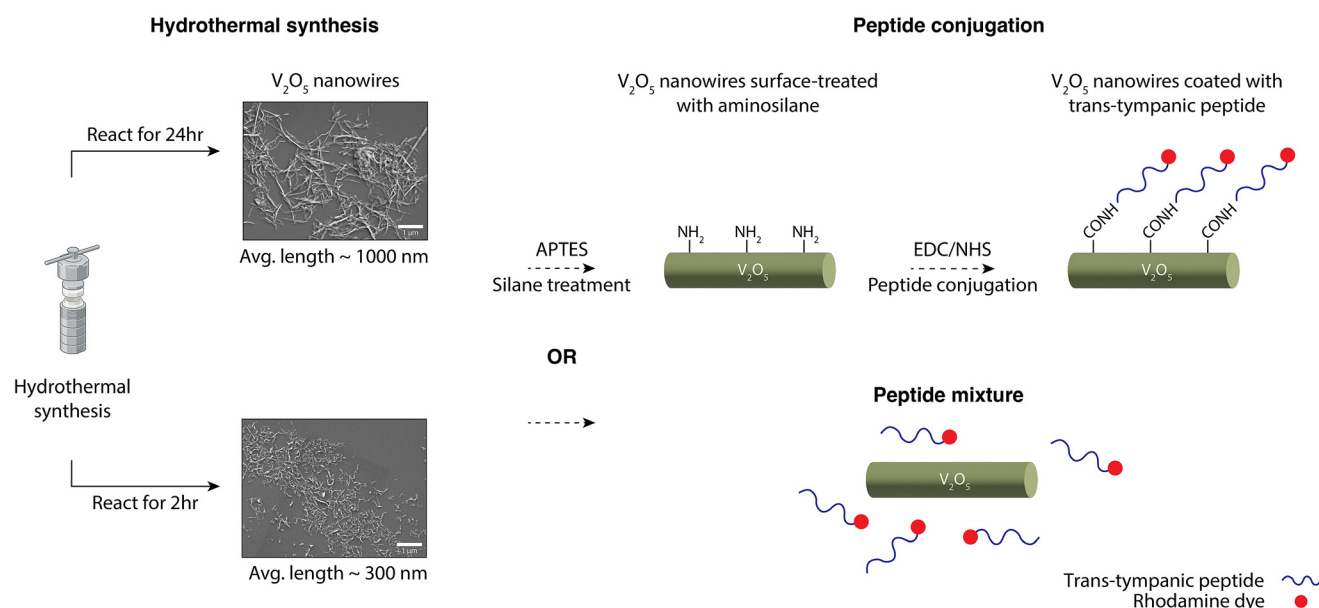 Hydrothermal synthesis
Peptide conjugation
V₂O₅ nanowires
React for 24hr
1 μm
Avg. length ~ 1000 nm
Hydrothermal
synthesis
React for 2hr
1 μm
Avg. length ~ 300 nm
APTES
Silane treatment
V₂O₅ nanowires surface-treated
with aminosilane
NH₂ NH₂ NH₂
V₂O₅
EDC/NHS
Peptide conjugation
V₂O₅ nanowires coated with
trans-tympanic peptide
CONH CONH CONH
V₂O₅
OR
Peptide mixture
V₂O₅
Trans-tympanic peptide
Rhodamine dye